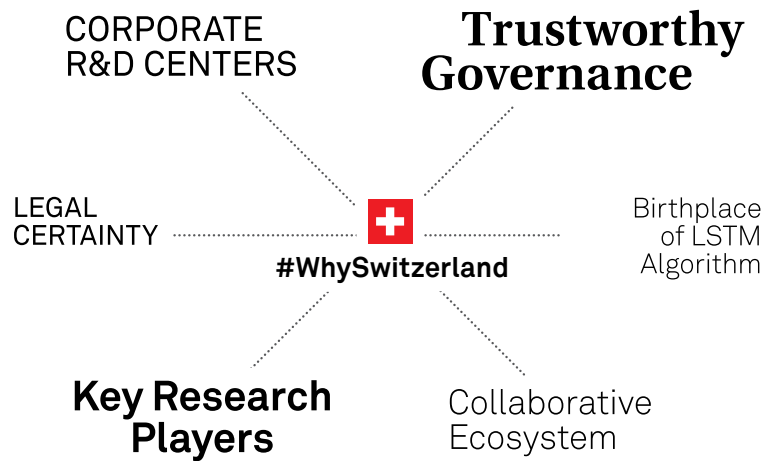 CORPORATE
R&D CENTERS
Trustworthy
Governance
LEGAL
CERTAINTY
Birthplace
of LSTM
Algorithm
#WhySwitzerland
Key Research
Players
Collaborative
Ecosystem